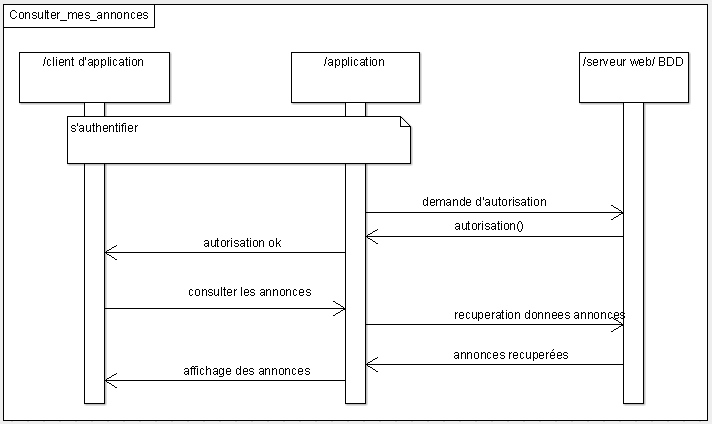 Consulter_mes_annonces
/client d'application
/application
/serveur web/ BDD
s'authentifier
demande d'autorisation
autorisation()
autorisation ok
consulter les annonces
recuperation donnees annonces
annonces recuperées
affichage des annonces